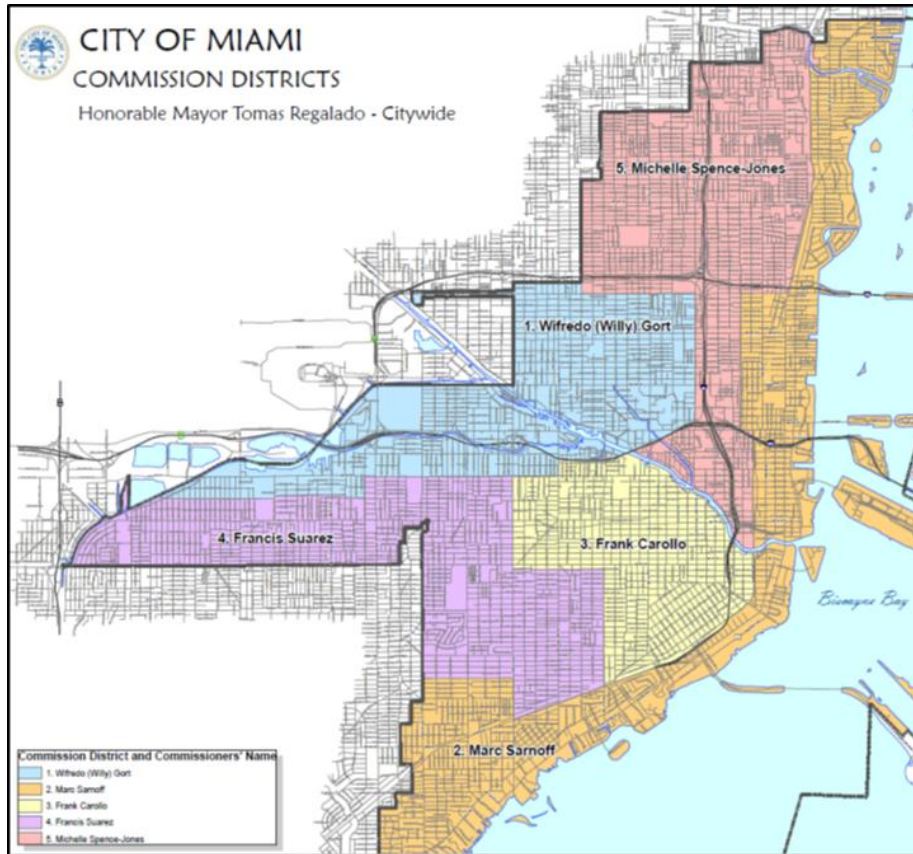 CITY OF MIAMI
COMMISSION DISTRICTS
Honorable Mayor Tomas Regalado - Citywide
5. Michelle Spence-Jones
1. Wifredo (Willy) Gort
4. Francis Suarez
3. Frank Carollo
Biscayne Bay
2. Marc Sarnoff
Commission District and Commissioners' Name
1. Wifredo (Willy) Gort
2. Marc Sarnoff
3. Frank Carollo
4. Francis Suarez
5. Michelle Spence-Jones